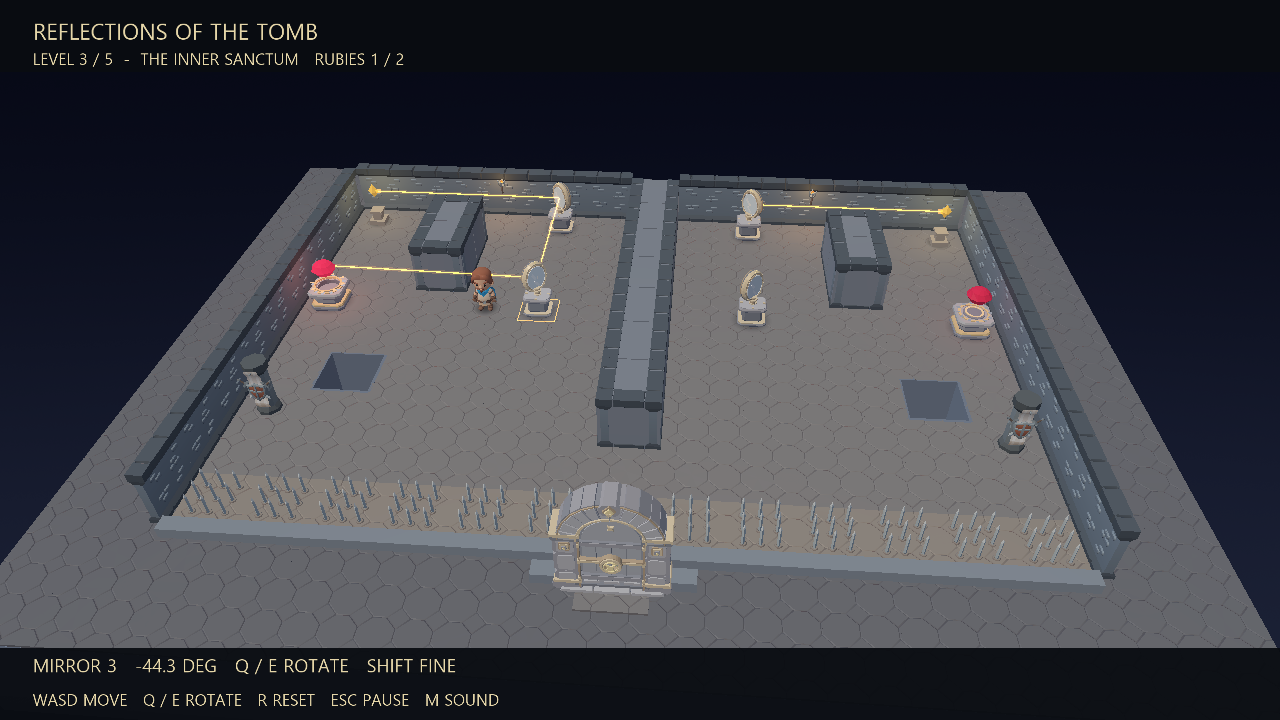 REFLECTIONS OF THE TOMB
LEVEL 3 / 5 - THE INNER SANCTUM RUBIES 1 / 2
MIRROR 3 -44.3 DEG Q / E ROTATE SHIFT FINE
WASD MOVE Q / E ROTATE R RESET ESC PAUSE M SOUND